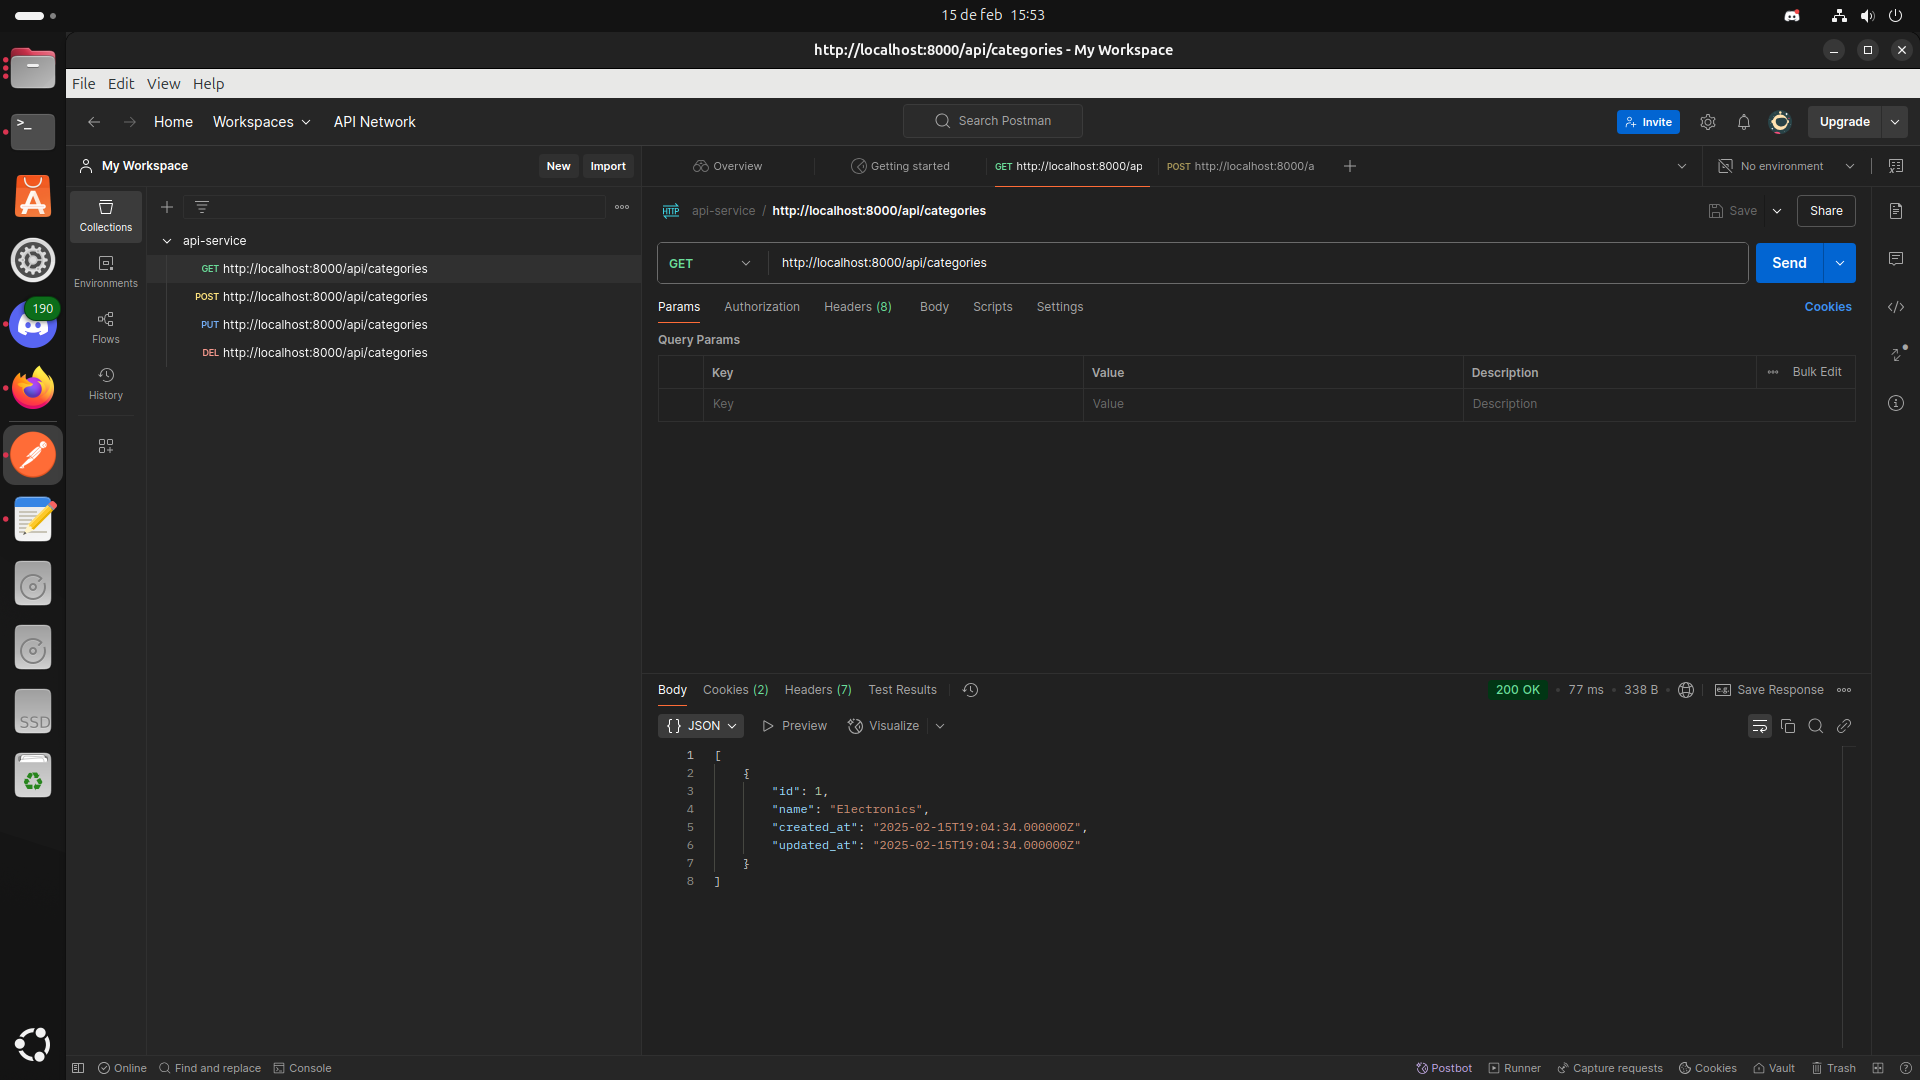 15 de feb 15:53
http://localhost:8000/api/categories - My Workspace
File Edit View Help
Home Workspaces API Network
Search Postman
Invite
Upgrade
My Workspace
New Import
Overview
Getting started
GET http://localhost:8000/ap
POST http://localhost:8000/a
No environment
Collections
Environments
Flows
History
api-service
GET http://localhost:8000/api/categories
POST http://localhost:8000/api/categories
PUT http://localhost:8000/api/categories
DEL http://localhost:8000/api/categories
190
SSD
HTTP api-service / http://localhost:8000/api/categories
Save
Share
GET http://localhost:8000/api/categories
Send
Params Authorization Headers (8) Body Scripts Settings
Cookies
Query Params
Key Value Description Bulk Edit
Key Value Description
Body Cookies (2) Headers (7) Test Results
200 OK • 77 ms • 338 B •
e.g. Save Response
{} JSON Preview Visualize
1 [
2 {
3 "id": 1,
4 "name": "Electronics",
5 "created_at": "2025-02-15T19:04:34.000000Z",
6 "updated_at": "2025-02-15T19:04:34.000000Z"
7 }
8 ]
Online Find and replace Console
Postbot Runner Capture requests Cookies Vault Trash